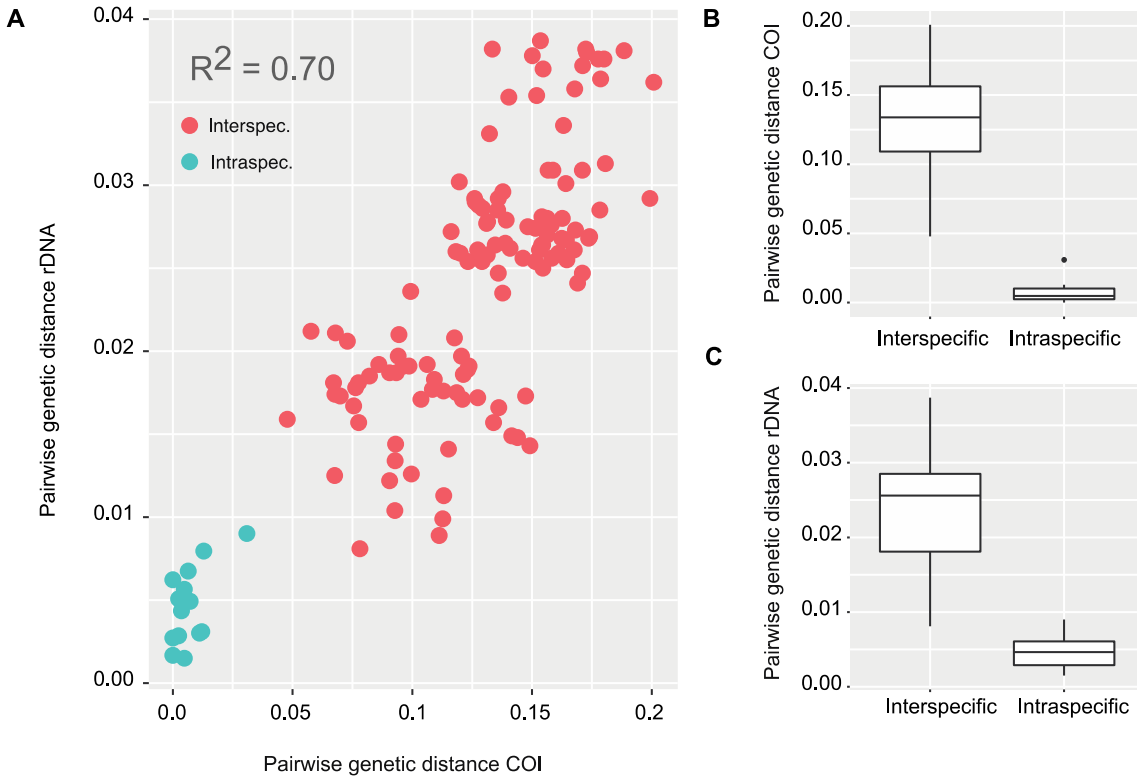 A
R² = 0.70
Interspec.
Intraspec.
Pairwise genetic distance rDNA
0.04
0.03
0.02
0.01
0.00
0.0
0.05
0.1
0.15
0.2
Pairwise genetic distance COI
B
Pairwise genetic distance COI
0.20
0.15
0.10
0.05
0.00
Interspecific
Intraspecific
C
Pairwise genetic distance rDNA
0.04
0.03
0.02
0.01
0.00
Interspecific
Intraspecific